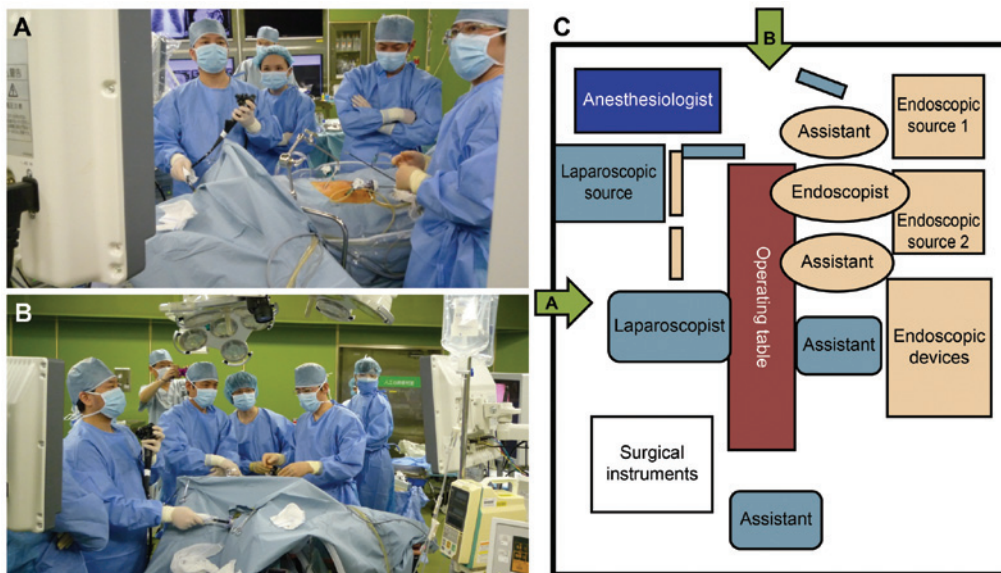 A
B
C
B
Anesthesiologist
Assistant
Endoscopic
source 1
Laparoscopic
source
Endoscopist
Endoscopic
source 2
Assistant
Operating table
A
Laparoscopist
Assistant
Endoscopic
devices
Surgical
instruments
Assistant